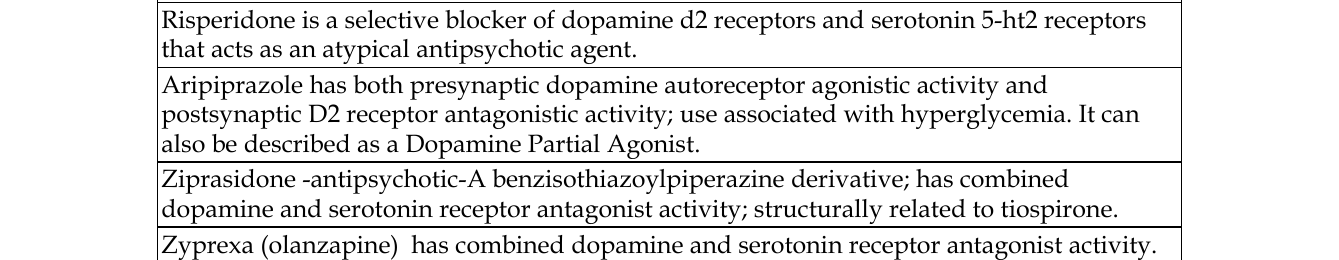 Risperidone is a selective blocker of dopamine d2 receptors and serotonin 5-ht2 receptors
that acts as an atypical antipsychotic agent.
Aripiprazole has both presynaptic dopamine autoreceptor agonistic activity and
postsynaptic D2 receptor antagonistic activity; use associated with hyperglycemia. It can
also be described as a Dopamine Partial Agonist.
Ziprasidone -antipsychotic-A benzisothiazoylpiperazine derivative; has combined
dopamine and serotonin receptor antagonist activity; structurally related to tiospirone.
Zyprexa (olanzapine)  has combined dopamine and serotonin receptor antagonist activity.